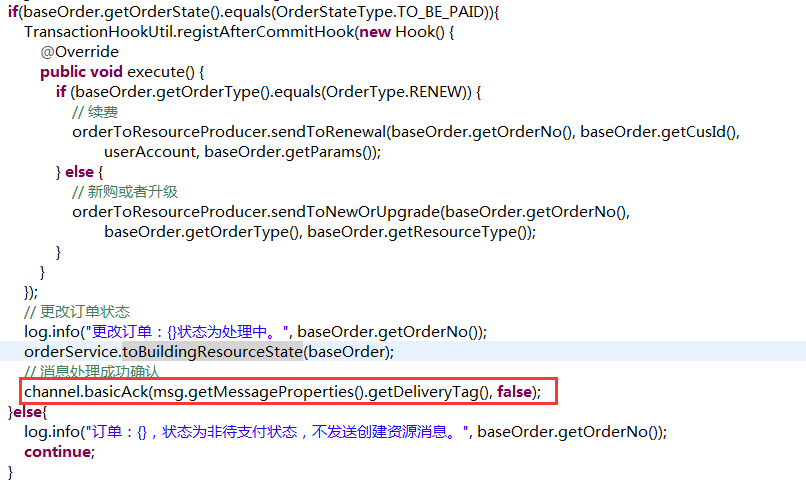 if(baseOrder.getOrderState().equals(OrderStateType.TO_BE_PAID)){
TransactionHookUtil.registAfterCommitHook(new Hook() {
@Override
public void execute() {
if (baseOrder.getOrderType().equals(OrderType.RENEW)) {
// 续费
orderToResourceProducer.sendToRenewal(baseOrder.getOrderNo(), baseOrder.getCusId(),
userAccount, baseOrder.getParams());
} else {
// 新购或者升级
orderToResourceProducer.sendToNewOrUpgrade(baseOrder.getOrderNo(),
baseOrder.getOrderType(), baseOrder.getResourceType());
}
}
});
// 更改订单状态
log.info("更改订单：{}状态为处理中。", baseOrder.getOrderNo());
orderService.toBuildingResourceState(baseOrder);
// 消息处理成功确认
channel.basicAck(msg.getMessageProperties().getDeliveryTag(), false);
}else{
log.info("订单：{}，状态为非待支付状态，不发送创建资源消息。", baseOrder.getOrderNo());
continue;
}